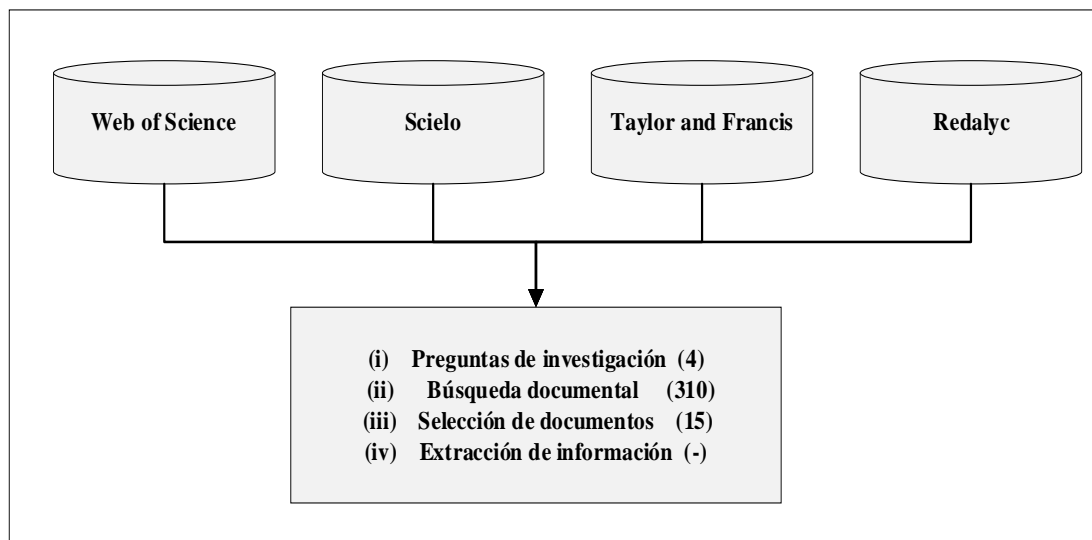 Web of Science
Scielo
Taylor and Francis
Redalyc
(i) Preguntas de investigación (4)
(ii) Búsqueda documental (310)
(iii) Selección de documentos (15)
(iv) Extracción de información (-)